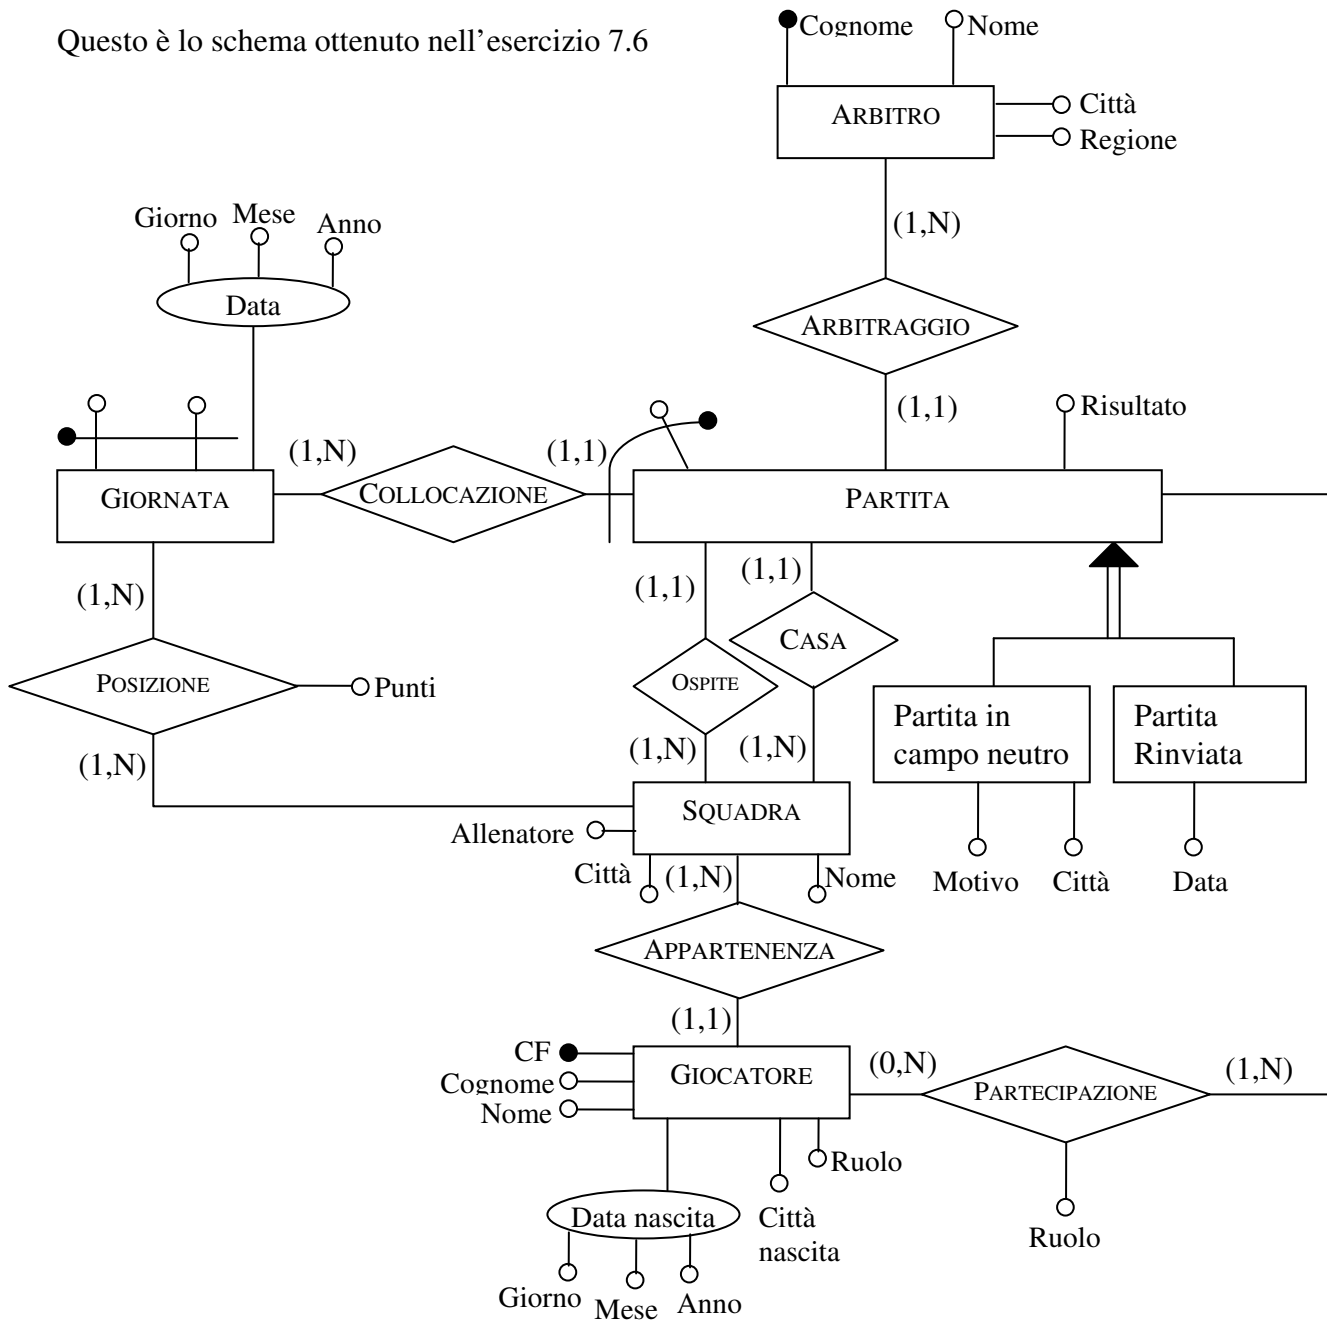 Questo è lo schema ottenuto nell'esercizio 7.6
Cognome
Nome
ARBITRO
Città
Regione
(1,N)
Giorno
Mese
Anno
Data
ARBITRAGGIO
(1,1)
Risultato
(1,N)
(1,1)
GIORNATA
COLLOCAZIONE
PARTITA
(1,N)
(1,1)
(1,1)
CASA
POSIZIONE
Punti
OSPITE
Partita in
campo neutro
Partita
Rinviata
(1,N)
(1,N)
(1,N)
SQUADRA
Allenatore
Città
(1,N)
Nome
Motivo
Città
Data
APPARTENENZA
(1,1)
CF
Cognome
Nome
GIOCATORE
(0,N)
PARTECIPAZIONE
(1,N)
Ruolo
Data nascita
Città
nascita
Ruolo
Giorno
Mese
Anno